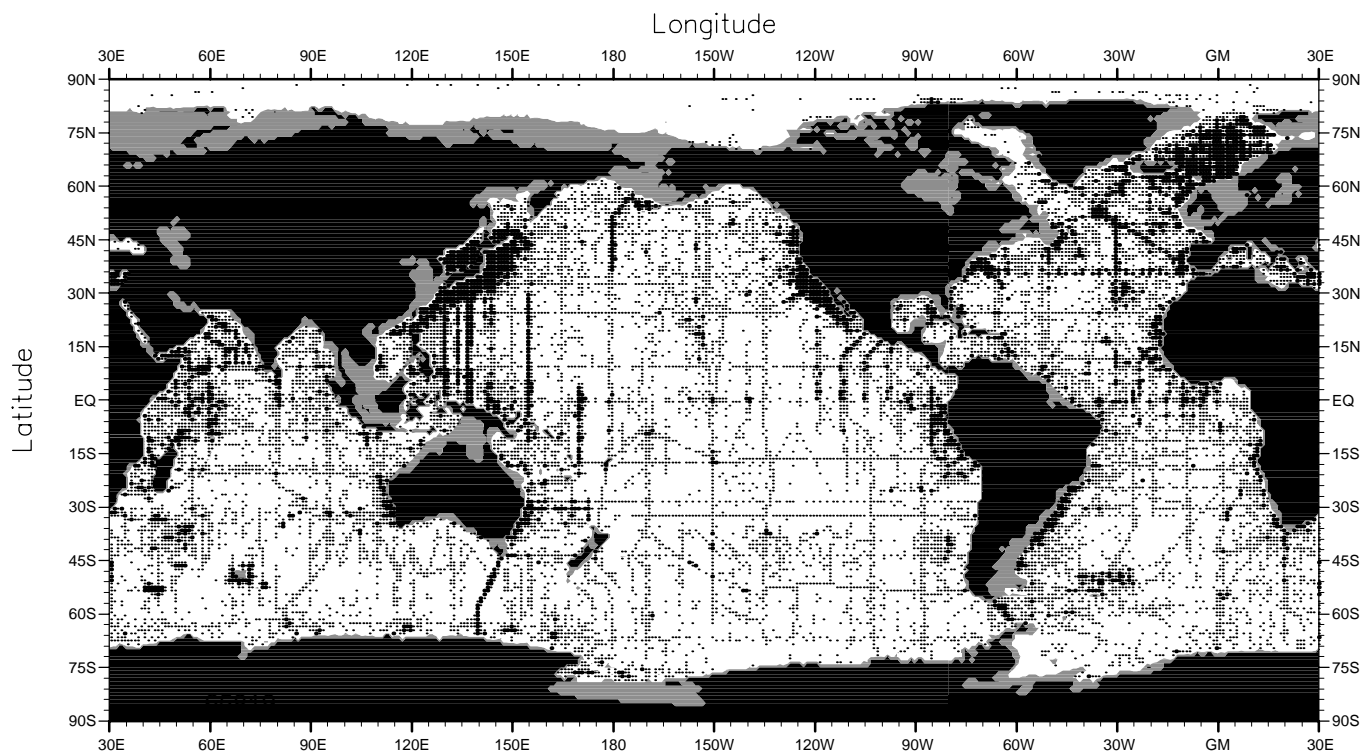 Longitude
30E 60E 90E 120E 150E 180 150W 120W 90W 60W 30W GM 30E
90N 90N
75N 75N
60N 60N
45N 45N
30N 30N
15N 15N
Latitude
EQ EQ
15S 15S
30S 30S
45S 45S
60S 60S
75S 75S
90S 90S
30E 60E 90E 120E 150E 180 150W 120W 90W 60W 30W GM 30E